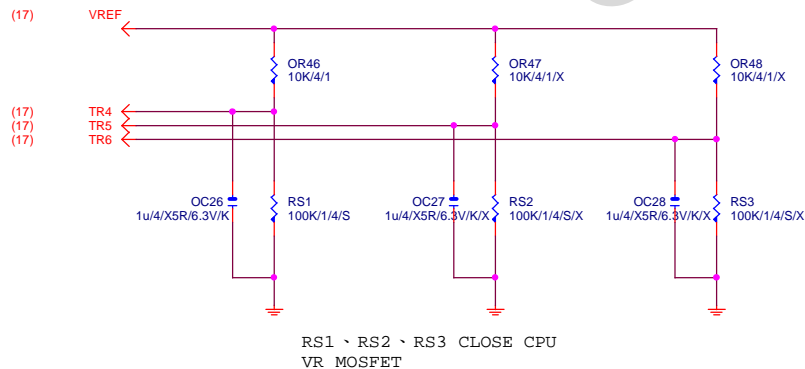 (17) VREF
OR46
10K/4/1
OR47
10K/4/1/X
OR48
10K/4/1/X
(17) TR4
(17) TR5
(17) TR6
OC26
1u/4/X5R/6.3V/K
RS1
100K/1/4/S
OC27
1u/4/X5R/6.3V/K/X
RS2
100K/1/4/S/X
OC28
1u/4/X5R/6.3V/K/X
RS3
100K/1/4/S/X
RS1、RS2、RS3 CLOSE CPU
VR MOSFET